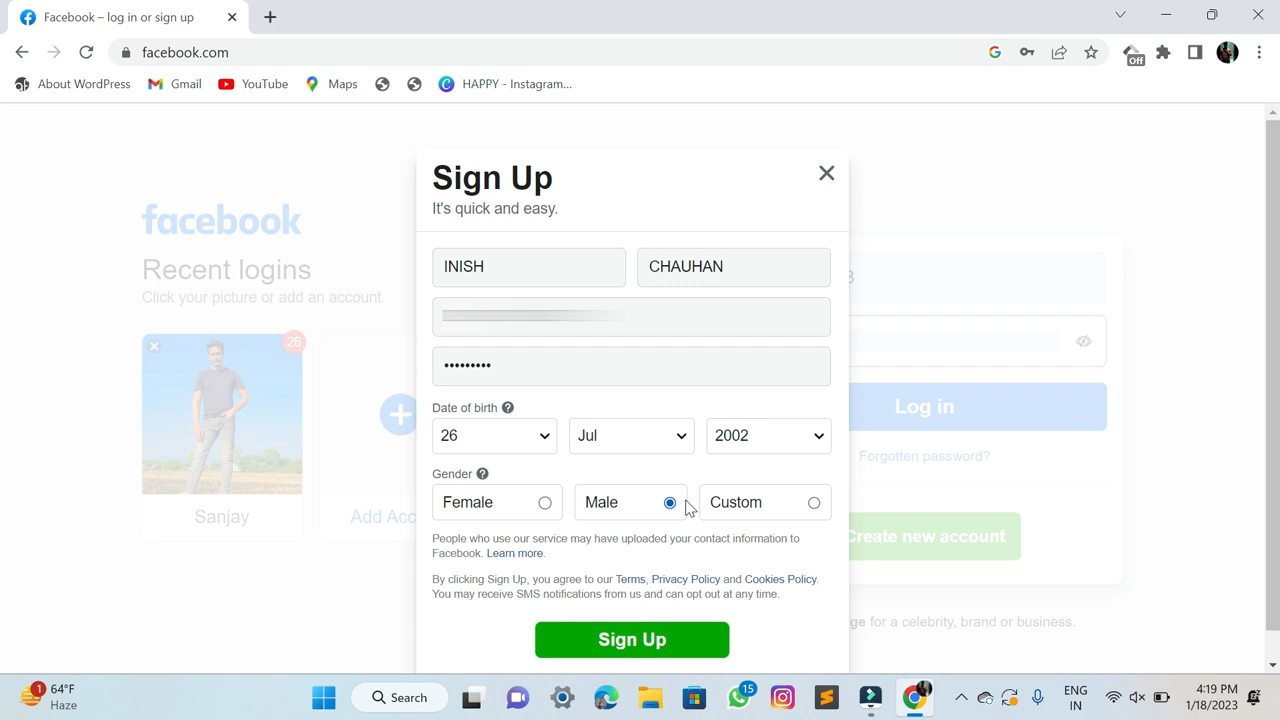 Facebook – log in or sign up
facebook.com
Off
About WordPress
Gmail
YouTube
Maps
HAPPY - Instagram...
Sign Up
It's quick and easy.
facebook
Recent logins
Click your picture or add an account.
INISH
CHAUHAN
26
•••••••••
Date of birth
26
Jul
2002
Gender
Female
Male
Custom
Sanjay
Add Acc
People who use our service may have uploaded your contact information to
Facebook. Learn more.
By clicking Sign Up, you agree to our Terms, Privacy Policy and Cookies Policy.
You may receive SMS notifications from us and can opt out at any time.
Sign Up
Log in
Forgotten password?
Create new account
ge for a celebrity, brand or business.
1
64°F
Haze
Search
15
ENG
IN
4:19 PM
1/18/2023